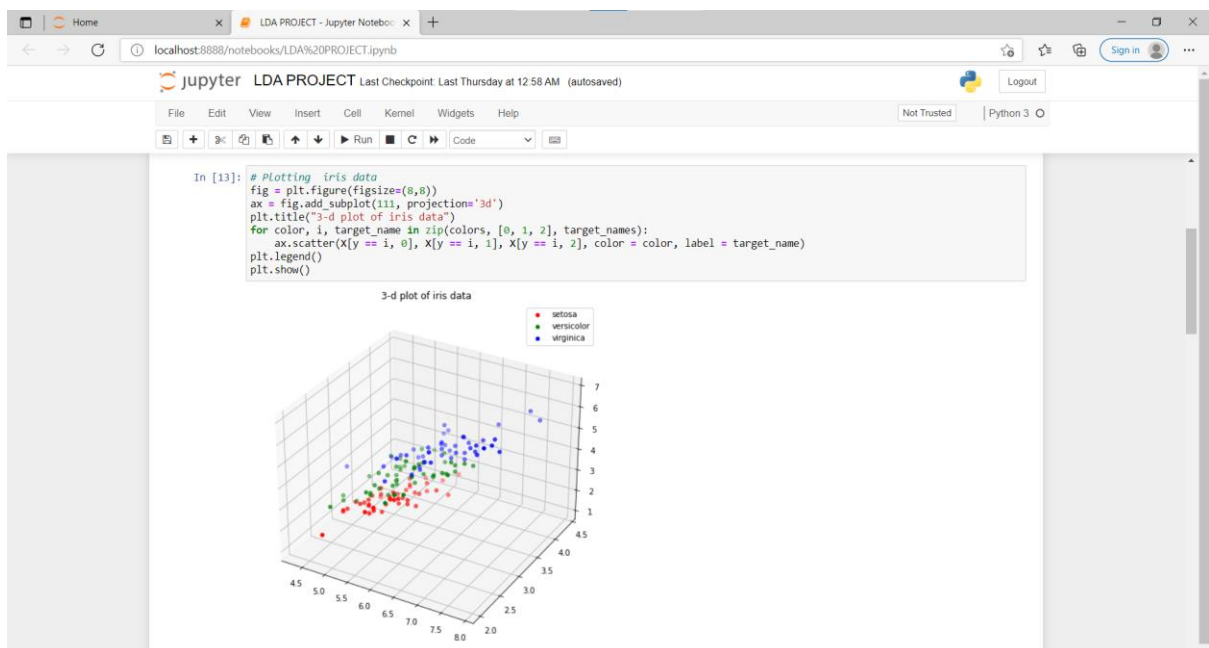 Home
LDA PROJECT - Jupyter Noteboo
localhost:8888/notebooks/LDA%20PROJECT.ipynb
Sign in
jupyter LDA PROJECT Last Checkpoint: Last Thursday at 12:58 AM (autosaved)
Logout
File Edit View Insert Cell Kernel Widgets Help
Not Trusted
Python 3
Run
Code
In [13]: # Plotting  iris data
fig = plt.figure(figsize=(8,8))
ax = fig.add_subplot(111, projection='3d')
plt.title("3-d plot of iris data")
for color, i, target_name in zip(colors, [0, 1, 2], target_names):
    ax.scatter(X[y == i, 0], X[y == i, 1], X[y == i, 2], color = color, label = target_name)
plt.legend()
plt.show()
3-d plot of iris data
setosa
versicolor
virginica
7
6
5
4
3
2
1
4.5
4.0
3.5
3.0
2.5
2.0
4.5
5.0
5.5
6.0
6.5
7.0
7.5
8.0